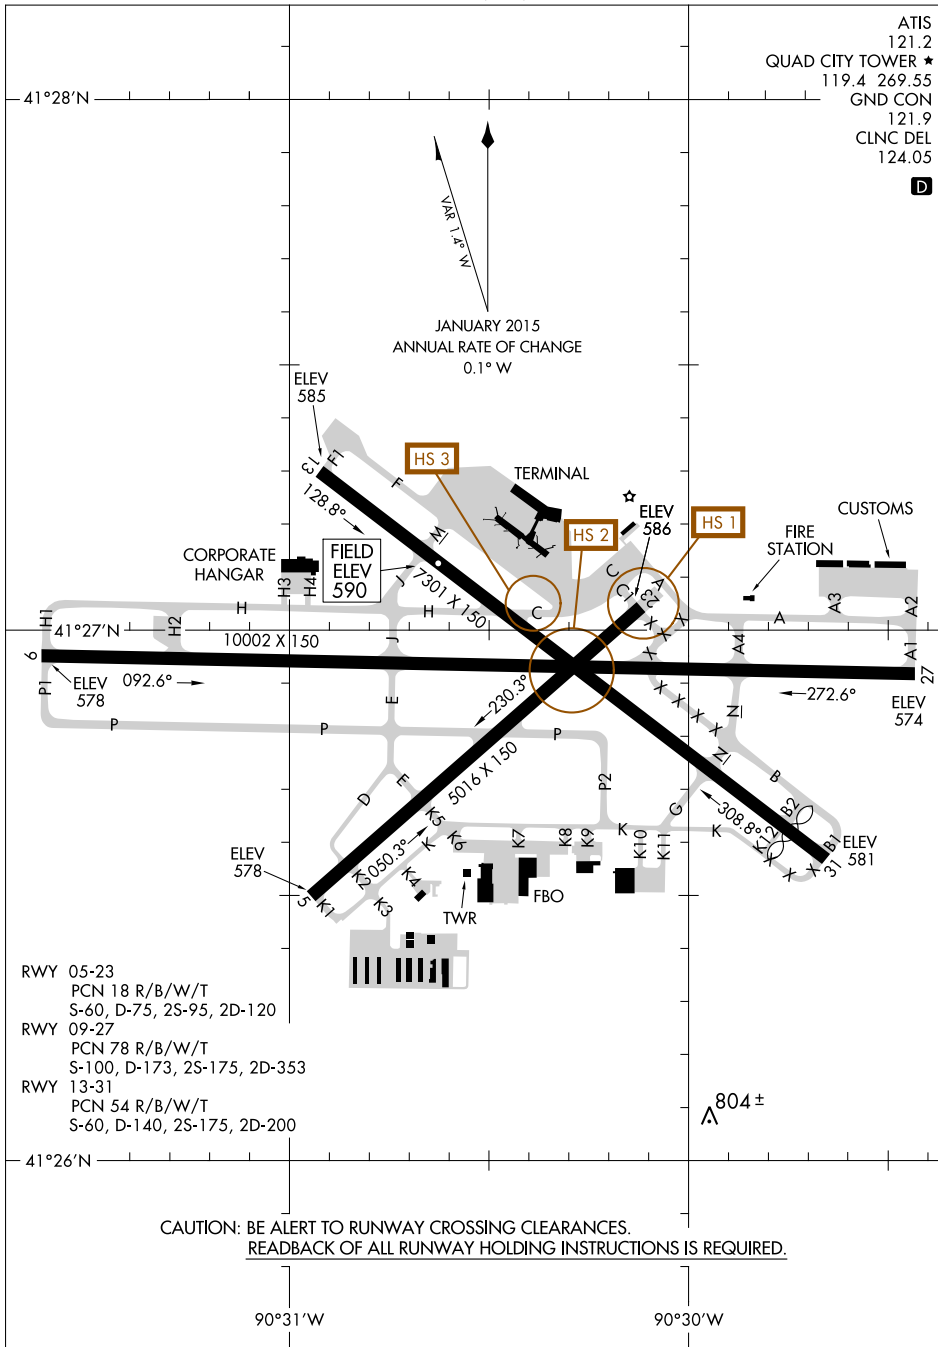 ATIS
121.2
QUAD CITY TOWER ★
119.4 269.55
GND CON
121.9
CLNC DEL
124.05
D
41°28'N
VAR 1.4° W
JANUARY 2015
ANNUAL RATE OF CHANGE
0.1° W
ELEV
585
13
F1
F
128.8°
HS 3
TERMINAL
HS 2
ELEV
586
HS 1
FIRE
STATION
CUSTOMS
CORPORATE
HANGAR
FIELD
ELEV
590
M
J
7301 X 150
H3
H4
H
H
C
C
C1
A
23
A
A3
A2
H1
H2
J
41°27'N
10002 X 150
X
X
X
X
X
A4
A1
9
P1
ELEV
578
092.6°
230.3°
272.6°
27
ELEV
574
E
P
P
P
X
X
X
X
N
N
B
D
E
5016 X 150
P2
G
308.8°
B2
B1
K5
K
K6
K7
K8
K9
K
K10
K11
K
K12
X
X
X
31
ELEV
581
ELEV
578
050.3°
K2
K4
5
K1
K3
TWR
FBO
RWY 05-23
PCN 18 R/B/W/T
S-60, D-75, 2S-95, 2D-120
RWY 09-27
PCN 78 R/B/W/T
S-100, D-173, 2S-175, 2D-353
RWY 13-31
PCN 54 R/B/W/T
S-60, D-140, 2S-175, 2D-200
804±
41°26'N
CAUTION: BE ALERT TO RUNWAY CROSSING CLEARANCES.
READBACK OF ALL RUNWAY HOLDING INSTRUCTIONS IS REQUIRED.
90°31'W
90°30'W